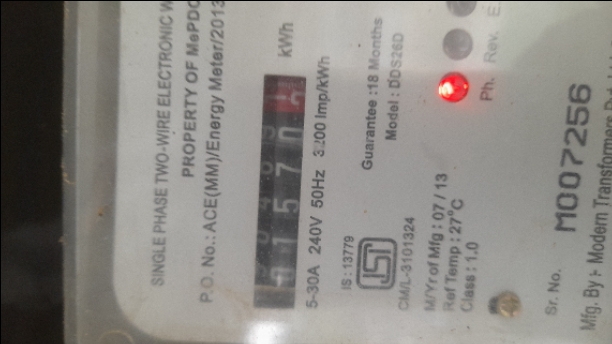 SINGLE PHASE TWO-WIRE ELECTRONIC
PROPERTY OF MePDC
P.O. No.: ACE(MM)/Energy Meter/2013
kWh
5-30A 240V 50Hz 3200 Imp/kWh
IS : 13779
ISI
CM/L-3101324
Guarantee :18 Months
Model : DDS26D
M/Yr of Mfg : 07 / 13
Ref Temp : 27°C
Class : 1.0
Ph. Rev. E.
Sr. No. M007256
Mfg. By :- Modern Transformers